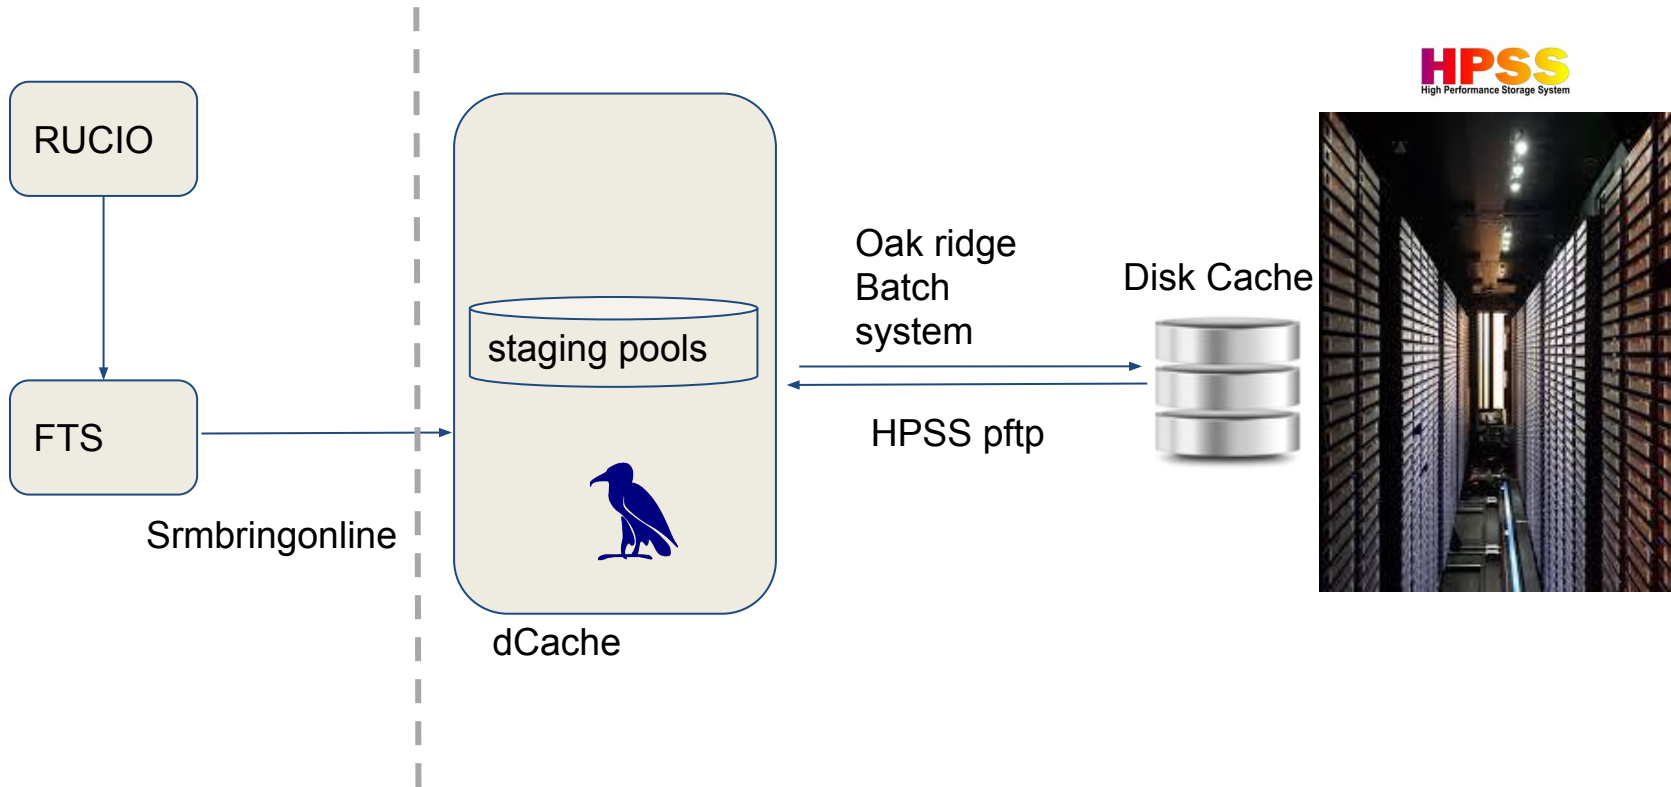 HPSS
High Performance Storage System
RUCIO
Oak ridge
Batch
system
Disk Cache
staging pools
FTS
HPSS pftp
Srmbringonline
dCache